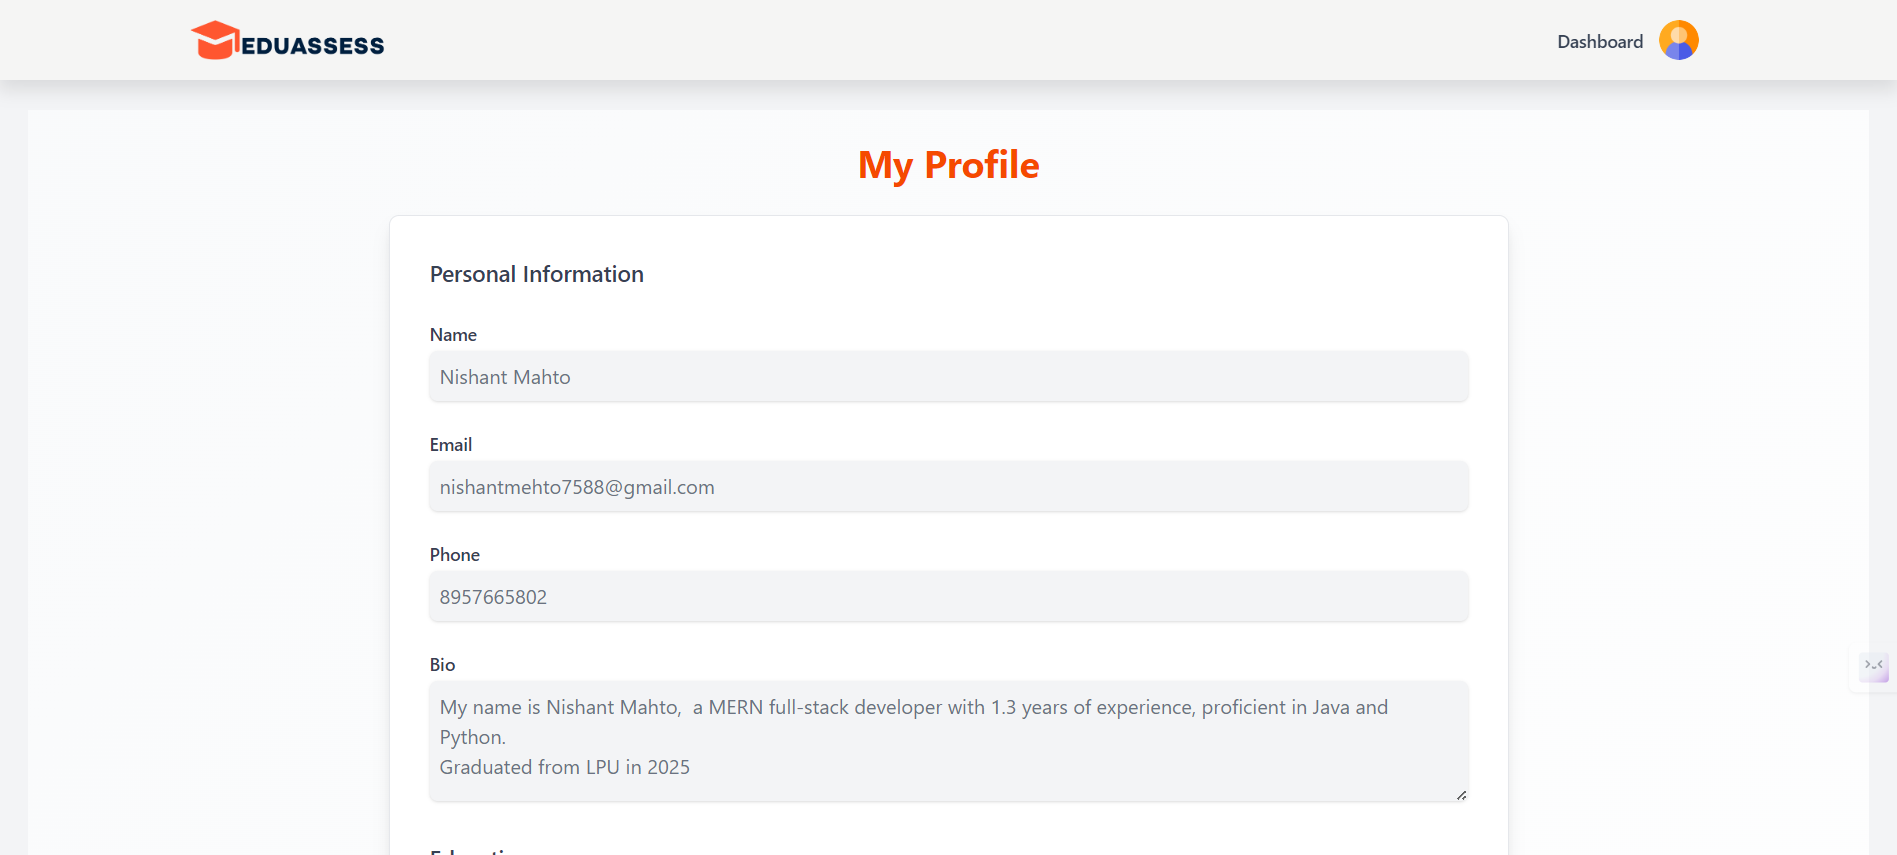 EDUASSESS
Dashboard
My Profile
Personal Information
Name
Nishant Mahto
Email
nishantmehto7588@gmail.com
Phone
8957665802
Bio
My name is Nishant Mahto,  a MERN full-stack developer with 1.3 years of experience, proficient in Java and
Python.
Graduated from LPU in 2025